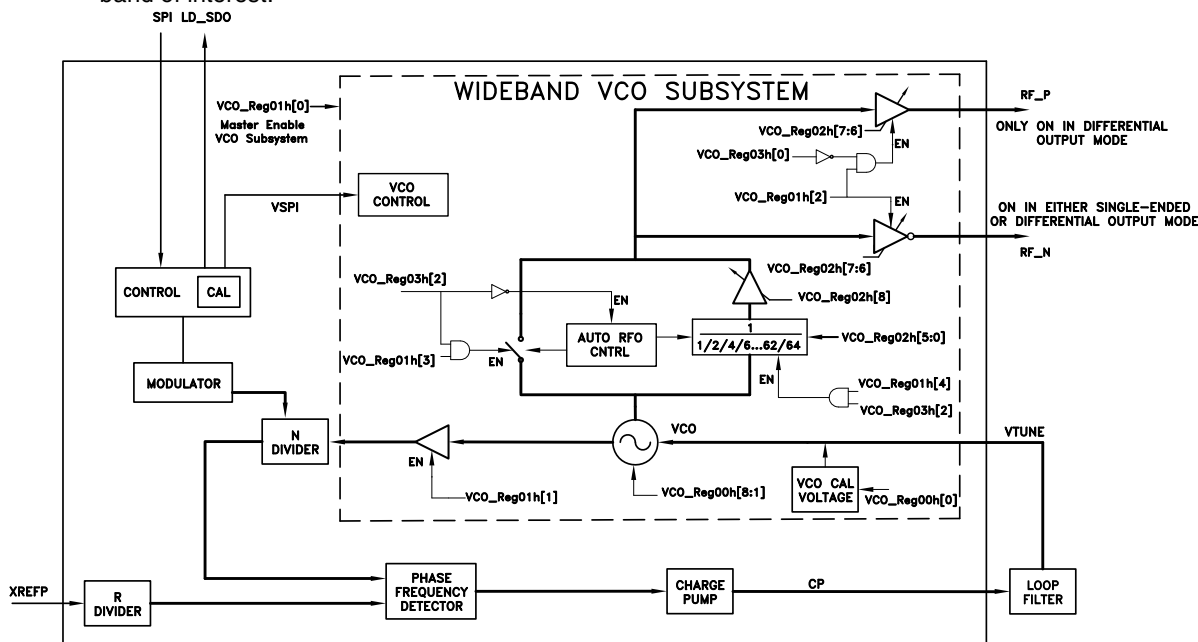 band of interest.
SPI LD_SDO
WIDEBAND VCO SUBSYSTEM
VCO_Reg01h[0]
Master Enable
VCO Subsystem
RF_P
ONLY ON IN DIFFERENTIAL
OUTPUT MODE
VCO_Reg02h[7:6]
EN
VCO_Reg03h[0]
VCO
CONTROL
VSPI
VCO_Reg01h[2]
EN
ON IN EITHER SINGLE-ENDED
OR DIFFERENTIAL OUTPUT MODE
RF_N
VCO_Reg02h[7:6]
CONTROL
CAL
VCO_Reg03h[2]
EN
VCO_Reg02h[8]
AUTO RFO
CNTRL
1
1/2/4/6...62/64
VCO_Reg02h[5:0]
VCO_Reg01h[3]
EN
MODULATOR
EN
VCO_Reg01h[4]
VCO_Reg03h[2]
N
DIVIDER
VCO
VTUNE
EN
VCO_Reg01h[1]
VCO_Reg00h[8:1]
VCO CAL
VOLTAGE
VCO_Reg00h[0]
XREFP
R
DIVIDER
PHASE
FREQUENCY
DETECTOR
CHARGE
PUMP
CP
LOOP
FILTER